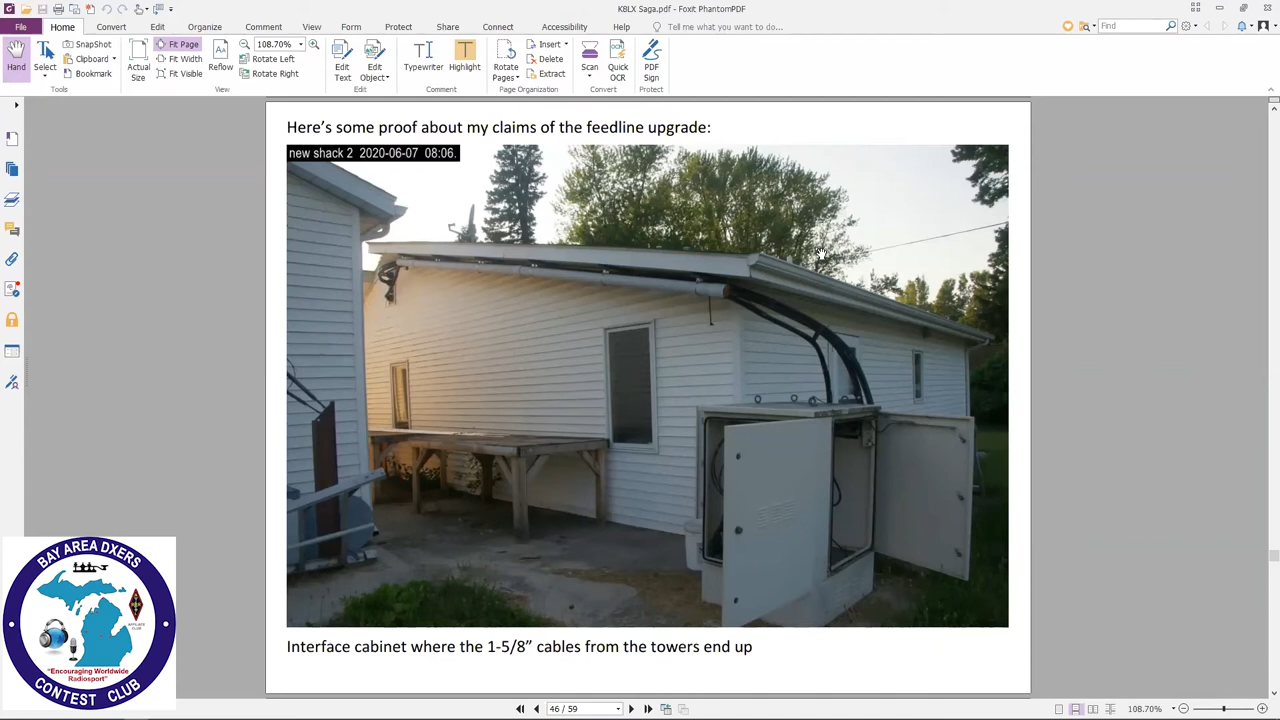 K8LX Saga.pdf - Foxit PhantomPDF
File
Home
Convert
Edit
Organize
Comment
View
Form
Protect
Share
Connect
Accessibility
Help
Tell me what you want to do...
Find
Hand
Select
SnapShot
Clipboard
Bookmark
Tools
Actual
Size
Fit Page
Fit Width
Fit Visible
Reflow
108.70%
Rotate Left
Rotate Right
View
Edit
Text
Edit
Object
Edit
Typewriter
Highlight
Comment
Rotate
Pages
Insert
Delete
Extract
Page Organization
Scan
Quick
OCR
Convert
PDF
Sign
Protect
Here's some proof about my claims of the feedline upgrade:
new shack 2 2020-06-07 08:06.
Interface cabinet where the 1-5/8” cables from the towers end up
BAY AREA DXERS
AFFILIATE
CLUB
"Encouraging Worldwide
Radiosport"
CONTEST CLUB
46 / 59
108.70%